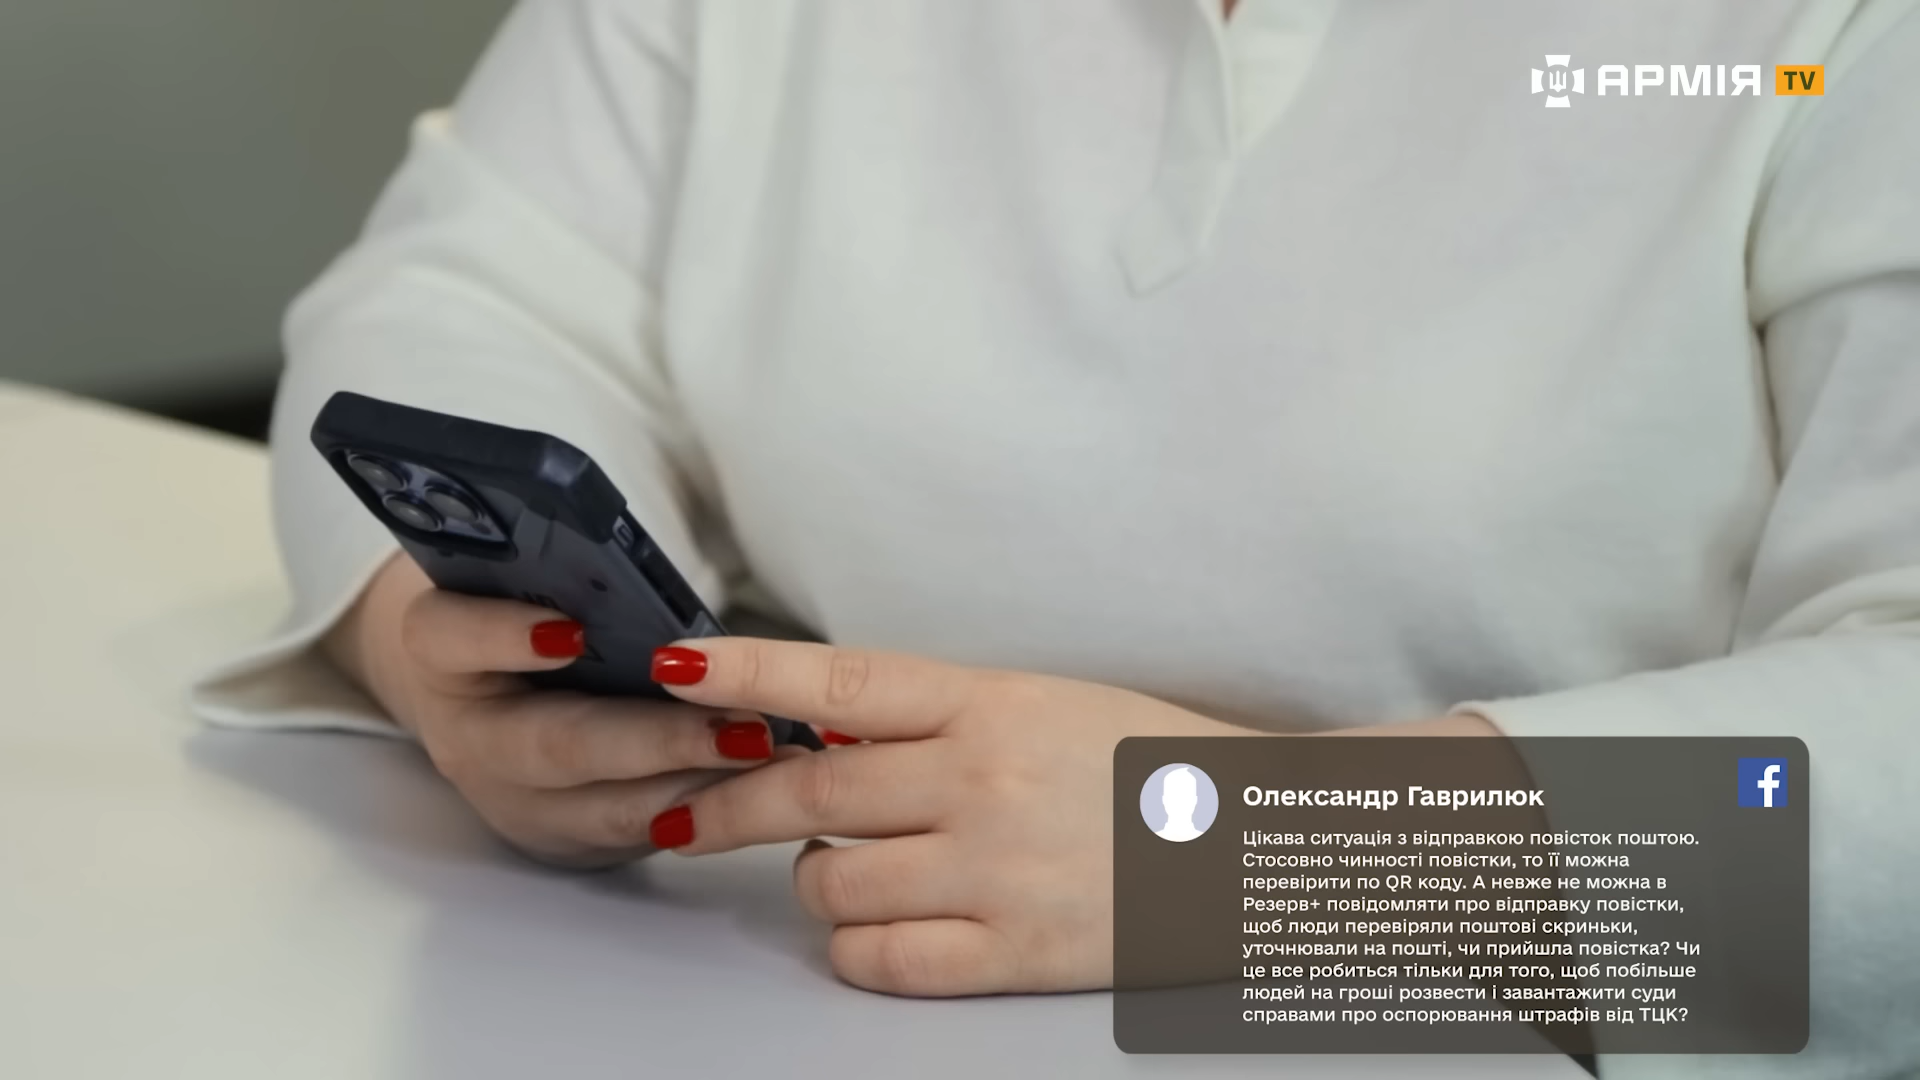 АРМІЯ TV
Олександр Гаврилюк
Цікава ситуація з відправкою повісток поштою.
Стосовно чинності повістки, то її можна
перевірити по QR коду. А невже не можна в
Резерв+ повідомляти про відправку повістки,
щоб люди перевіряли поштові скриньки,
уточнювали на пошті, чи прийшла повістка? Чи
це все робиться тільки для того, щоб побільше
людей на гроші розвести і завантажити суди
справами про оспорювання штрафів від ТЦК?